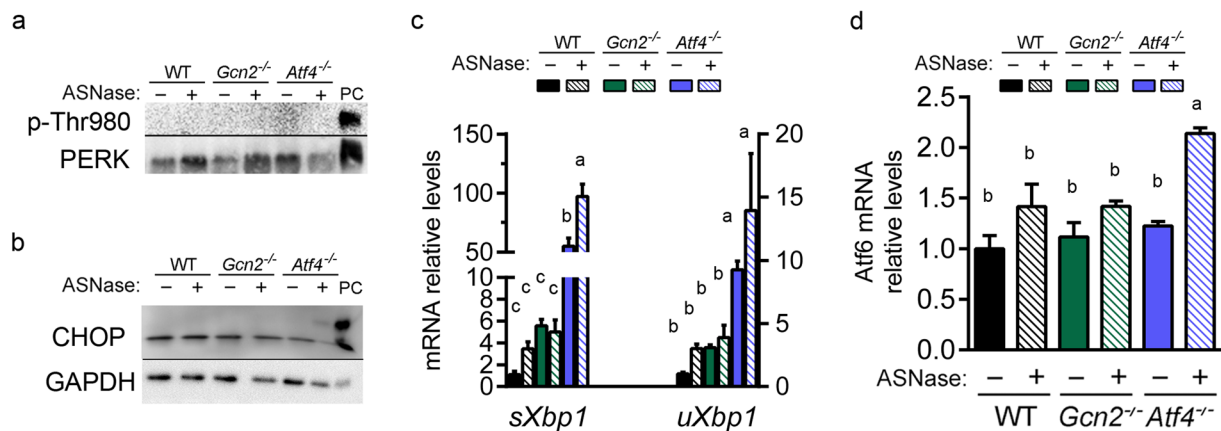 a
WT Gcn2-/- Atf4-/-
ASNase: – + – + – + PC
p-Thr980
PERK
b
WT Gcn2-/- Atf4-/-
ASNase: – + – + – + PC
CHOP
GAPDH
c
WT Gcn2-/- Atf4-/-
ASNase: – + – + – +
mRNA relative levels
150
100
50
10
8
6
4
2
0
c c c c b a
b b b b a a
20
15
10
5
0
sXbp1 uXbp1
d
WT Gcn2-/- Atf4-/-
ASNase: – + – + – +
Atf6 mRNA
relative levels
2.5
2.0
1.5
1.0
0.5
0.0
b b b b b a
ASNase: – + – + – +
WT Gcn2-/- Atf4-/-